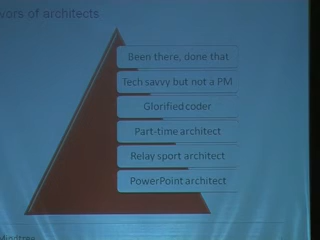 vors of architects
Been there, done that
Tech savvy but not a PM
Glorified coder
Part-time architect
Relay sport architect
PowerPoint architect